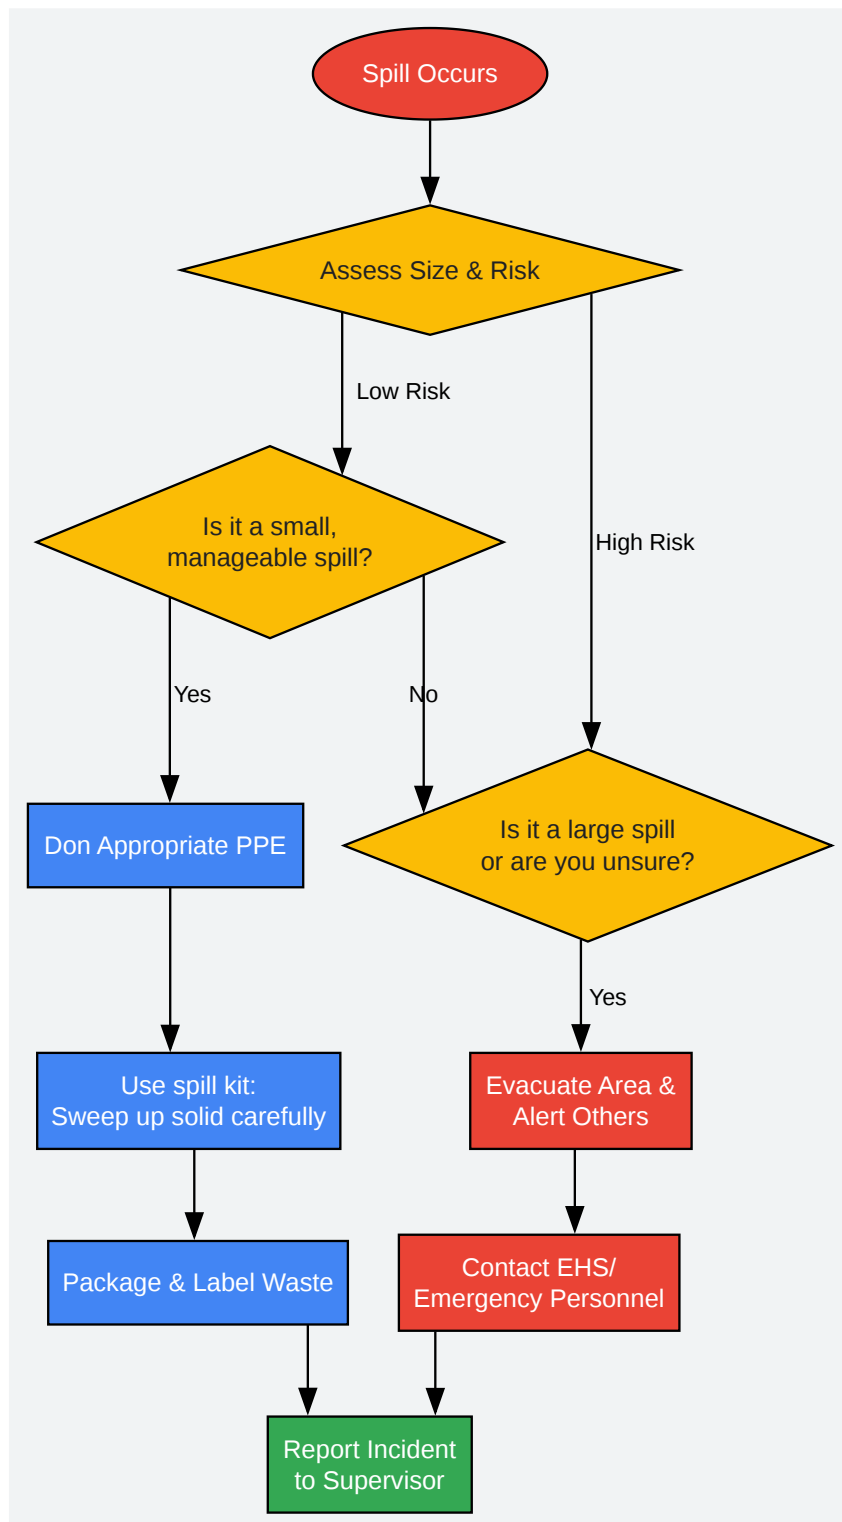 Spill Occurs
Assess Size & Risk
Low Risk
Is it a small,
manageable spill?
High Risk
Yes
No
Don Appropriate PPE
Is it a large spill
or are you unsure?
Yes
Use spill kit:
Sweep up solid carefully
Evacuate Area &
Alert Others
Package & Label Waste
Contact EHS/
Emergency Personnel
Report Incident
to Supervisor